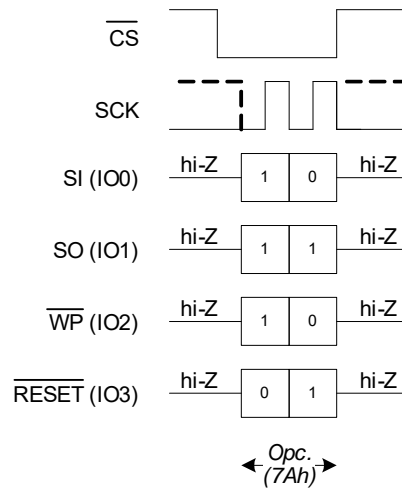 CS
SCK
SI (IO0) hi-Z 1 0 hi-Z
SO (IO1) hi-Z 1 1 hi-Z
WP (IO2) hi-Z 1 0 hi-Z
RESET (IO3) hi-Z 0 1 hi-Z
Opc.
(7Ah)